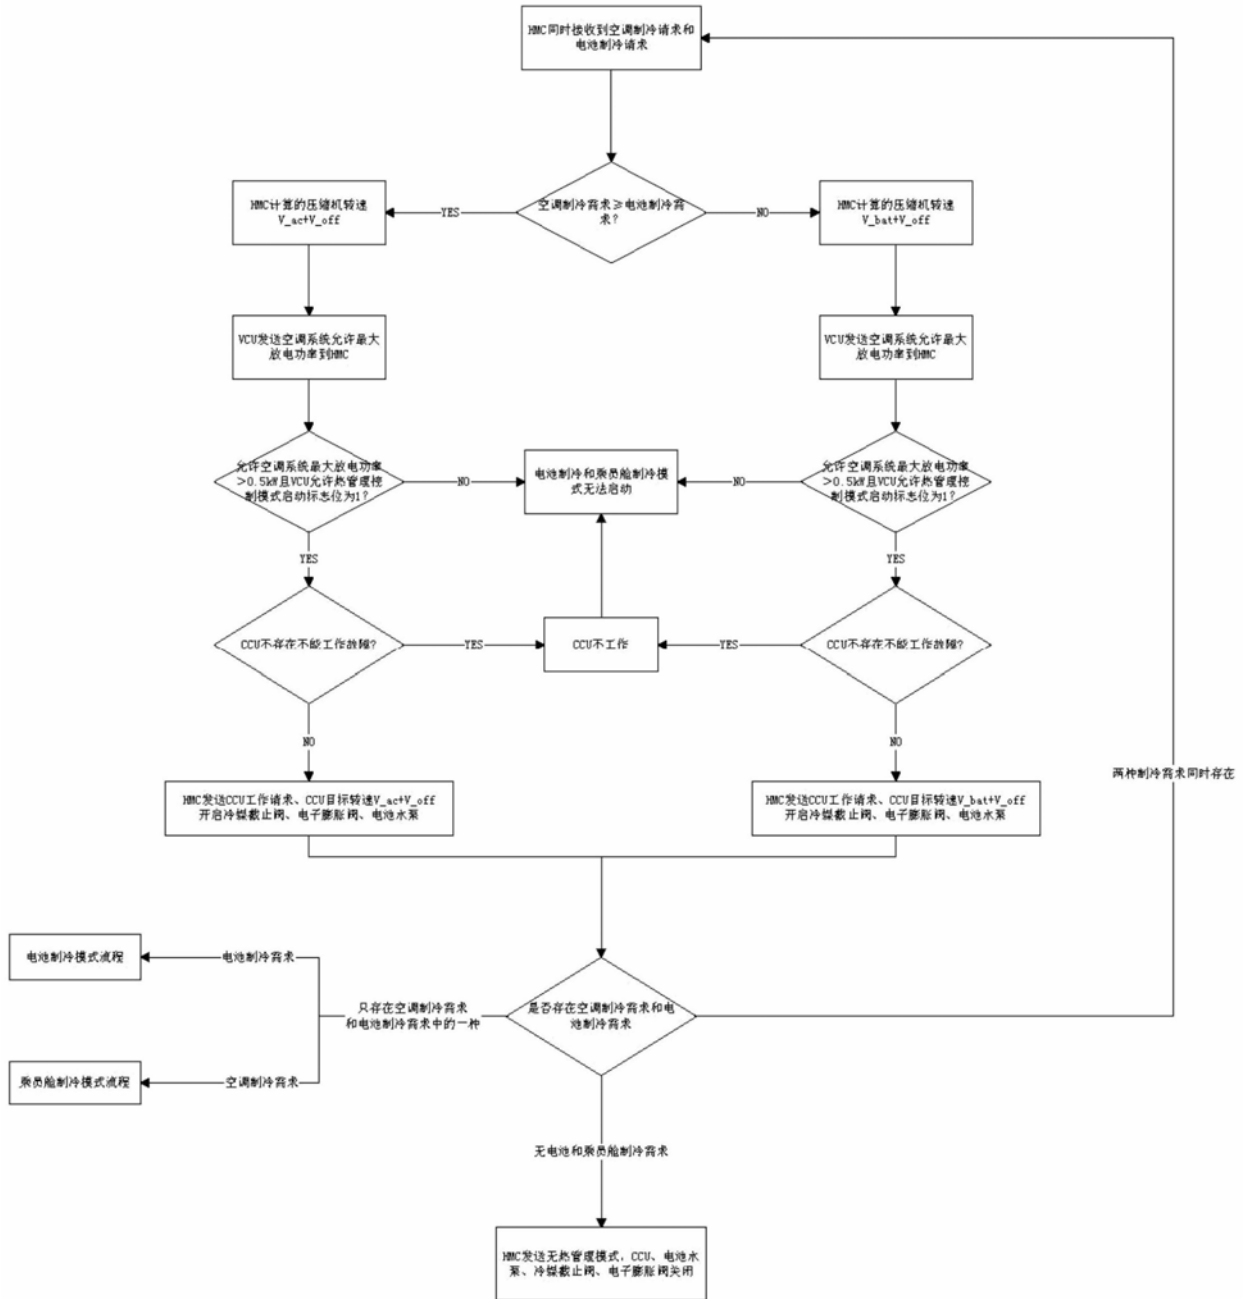 HMC同时接收到空调制冷请求和
电池制冷请求
空调制冷需求≥电池制冷需
求?
YES
NO
HMC计算的压缩机转速
V_ac+V_off
HMC计算的压缩机转速
V_bat+V_off
VCU发送空调系统允许最大
放电功率到HMC
VCU发送空调系统允许最大
放电功率到HMC
允许空调系统最大放电功率
>0.5kW且VCU允许热管理控
制模式启动标志位为1?
NO
电池制冷和乘员舱制冷模
式无法启动
NO
允许空调系统最大放电功率
>0.5kW且VCU允许热管理控
制模式启动标志位为1?
YES
YES
CCU不存在不能工作故障?
YES
CCU不工作
YES
CCU不存在不能工作故障?
NO
NO
HMC发送CCU工作请求、CCU目标转速V_ac+V_off
开启冷媒截止阀、电子膨胀阀、电池水泵
HMC发送CCU工作请求、CCU目标转速V_bat+V_off
开启冷媒截止阀、电子膨胀阀、电池水泵
两种制冷需求同时存在
电池制冷模式流程
电池制冷需求
只存在空调制冷需求
和电池制冷需求中的一种
是否存在空调制冷需求和电
池制冷需求
乘员舱制冷模式流程
空调制冷需求
无电池和乘员舱制冷需求
HMC发送无热管理模式，CCU、电池水
泵、冷媒截止阀、电子膨胀阀关闭